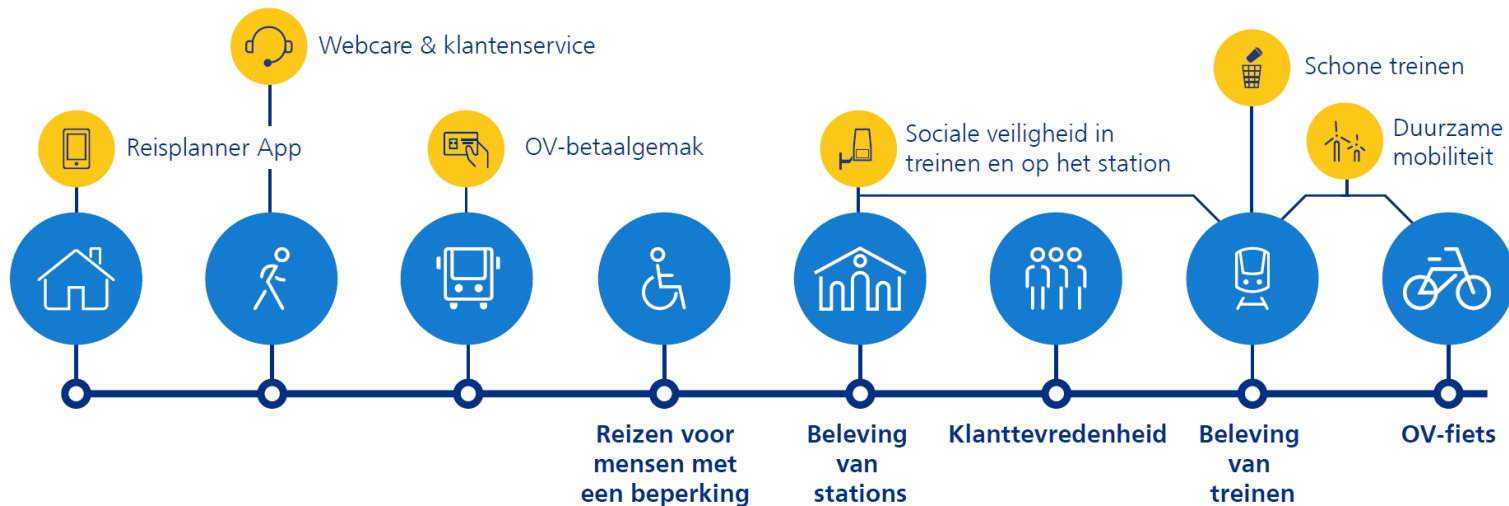 Webcare & klantenservice
Schone treinen
Reisplanner App
OV-betaalgemak
Sociale veiligheid in
treinen en op het station
Duurzame
mobiliteit
Reizen voor
mensen met
een beperking
Beleving
van
stations
Klanttevredenheid
Beleving
van
treinen
OV-fiets